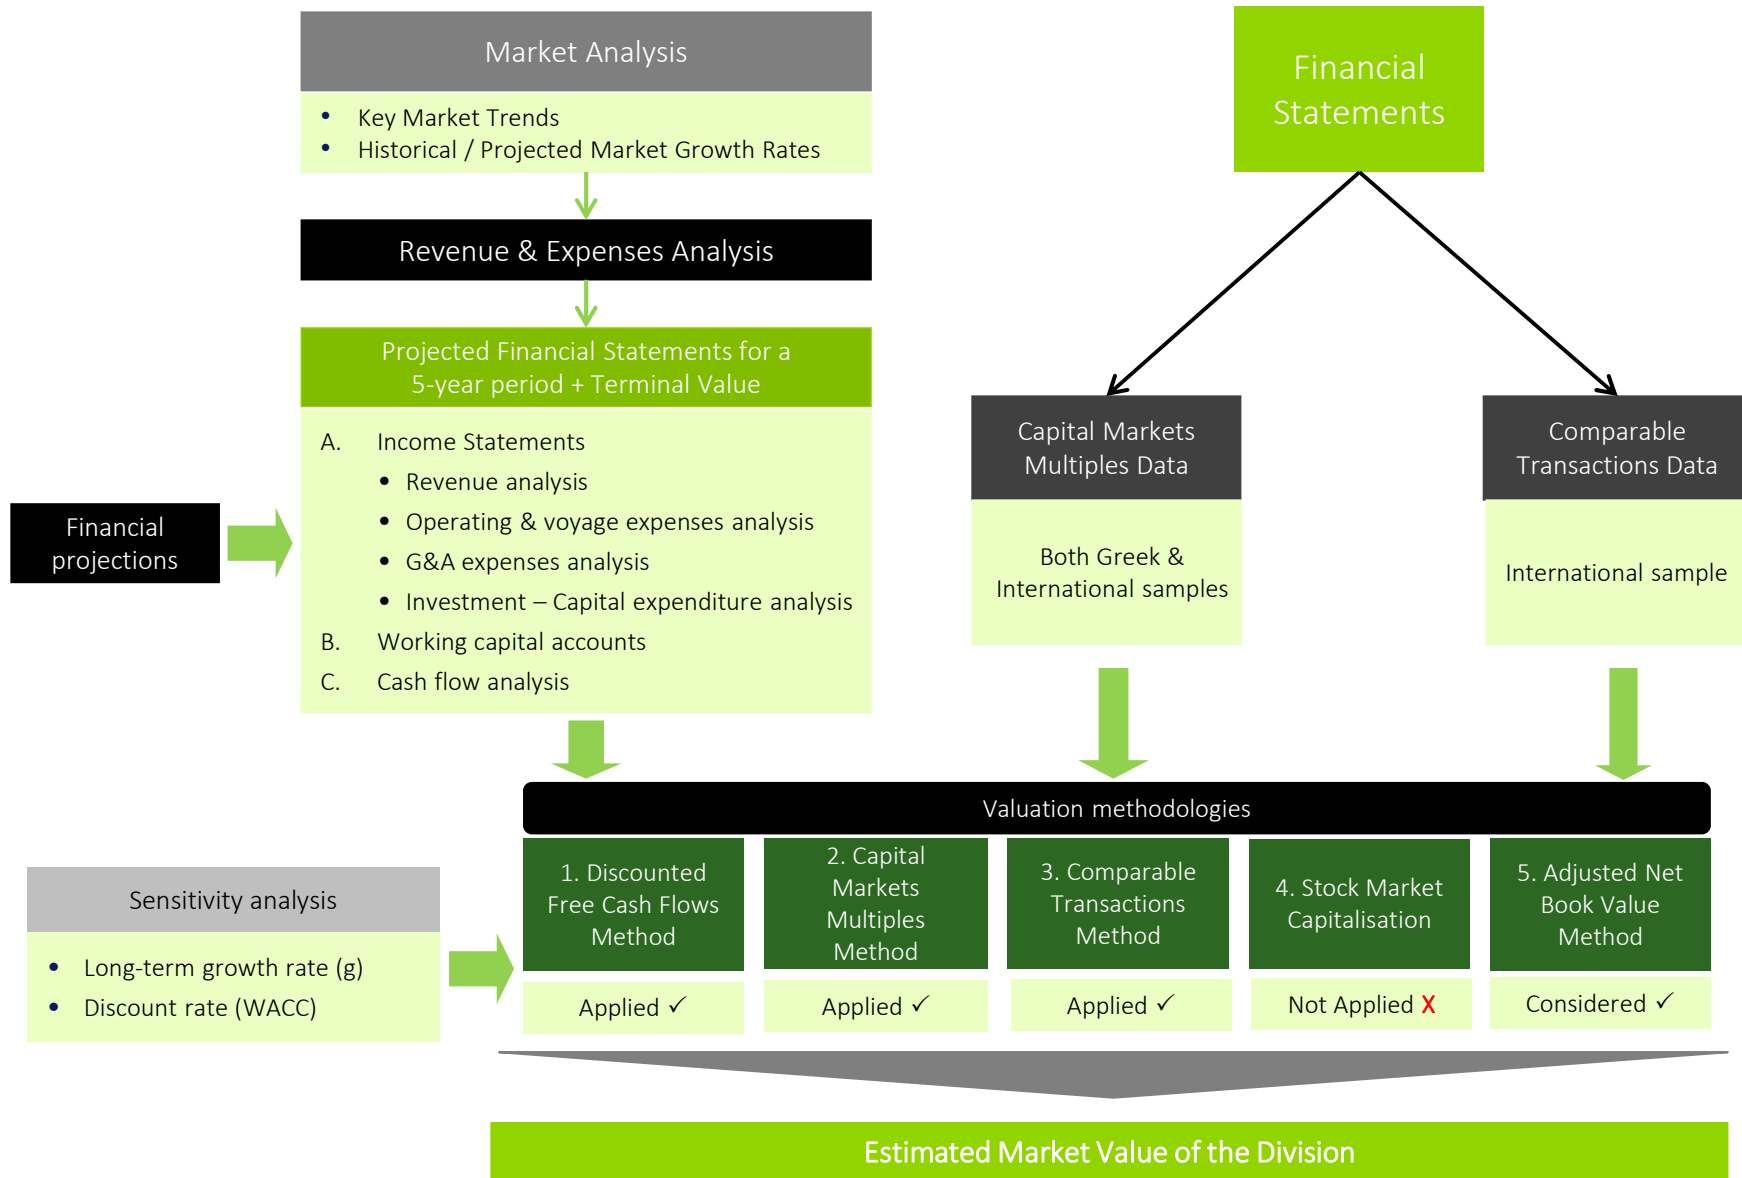 Market Analysis
• Key Market Trends
• Historical / Projected Market Growth Rates
Revenue & Expenses Analysis
Projected Financial Statements for a
5-year period + Terminal Value
A. Income Statements
• Revenue analysis
• Operating & voyage expenses analysis
• G&A expenses analysis
• Investment – Capital expenditure analysis
B. Working capital accounts
C. Cash flow analysis
Financial
projections
Financial
Statements
Capital Markets
Multiples Data
Both Greek &
International samples
Comparable
Transactions Data
International sample
Valuation methodologies
Sensitivity analysis
• Long-term growth rate (g)
• Discount rate (WACC)
1. Discounted
Free Cash Flows
Method
Applied ✓
2. Capital
Markets
Multiples
Method
Applied ✓
3. Comparable
Transactions
Method
Applied ✓
4. Stock Market
Capitalisation
Not Applied X
5. Adjusted Net
Book Value
Method
Considered ✓
Estimated Market Value of the Division